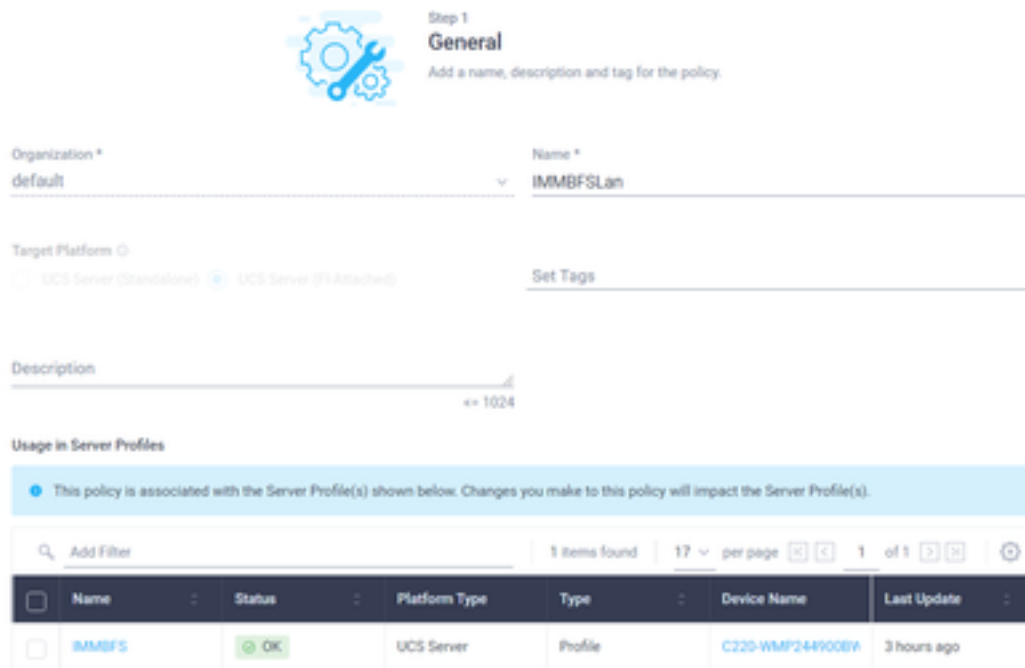 Step 1
General
Add a name, description and tag for the policy.
Organization *
Name *
default
IMMBFSLan
Target Platform
UCS Server (Standalone) UCS Server (FI-Attached)
Set Tags
Description
<= 1024
Usage in Server Profiles
This policy is associated with the Server Profile(s) shown below. Changes you make to this policy will impact the Server Profile(s).
Add Filter 1 items found 17 per page 1 of 1
Name Status Platform Type Type Device Name Last Update
IMMBFS OK UCS Server Profile C220-WMP244900BW 3 hours ago